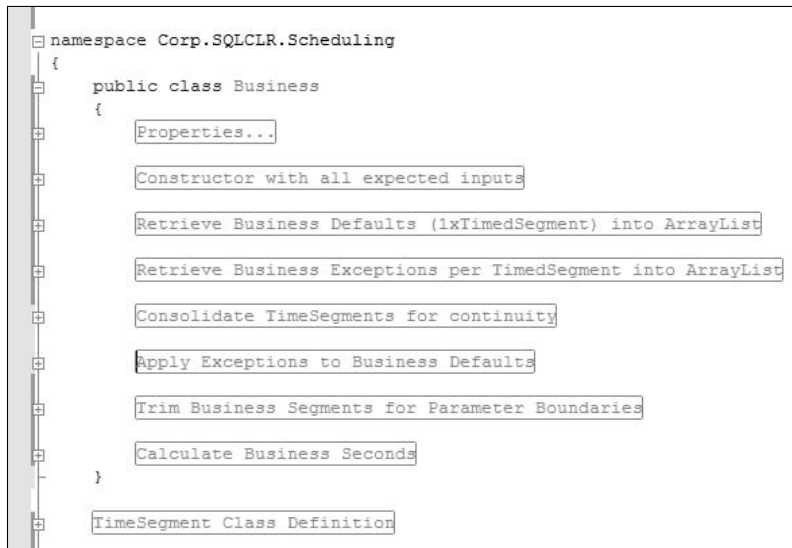 namespace Corp.SQLCLR.Scheduling
{
public class Business
{
Properties...
Constructor with all expected inputs
Retrieve Business Defaults (1xTimedSegment) into ArrayList
Retrieve Business Exceptions per TimedSegment into ArrayList
Consolidate TimeSegments for continuity
Apply Exceptions to Business Defaults
Trim Business Segments for Parameter Boundaries
Calculate Business Seconds
}
TimeSegment Class Definition